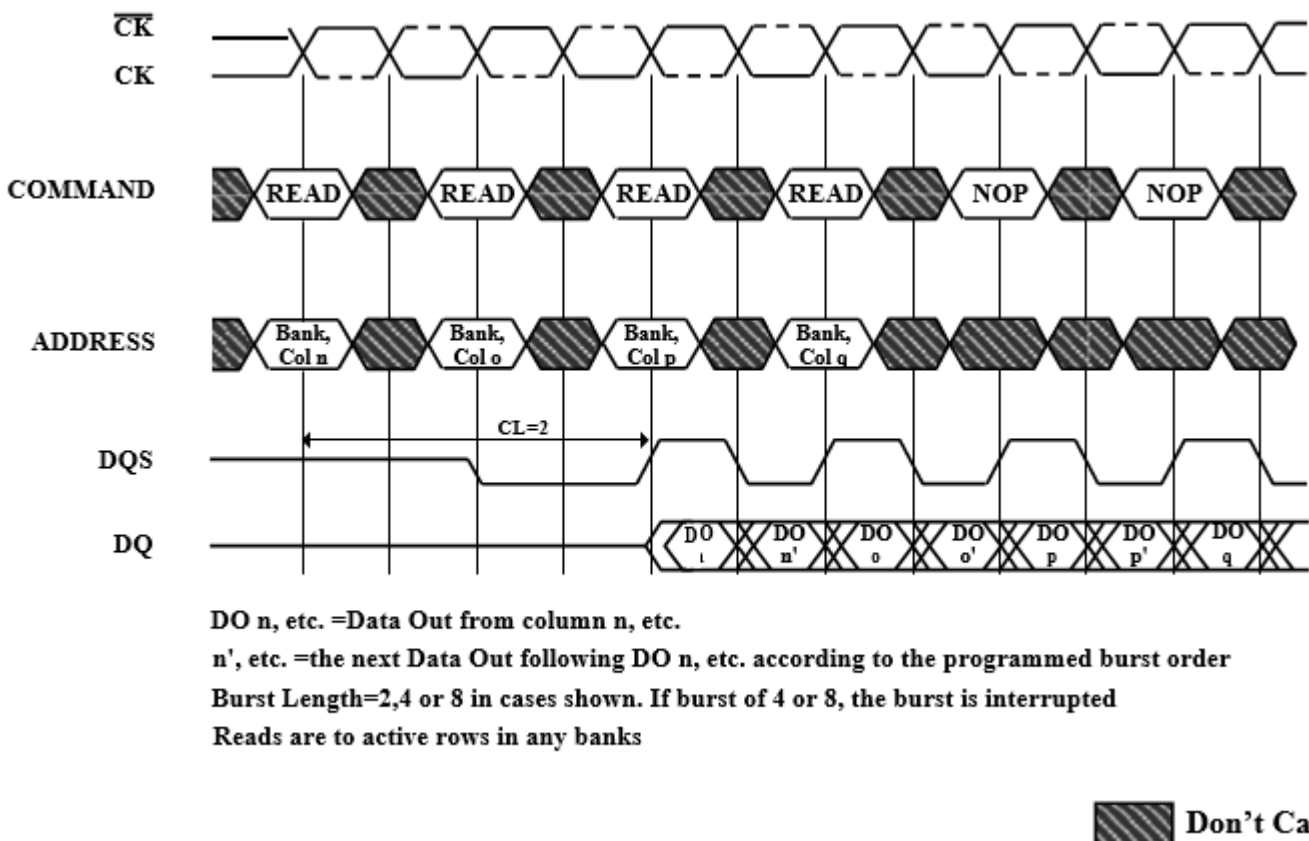 CK
CK
COMMAND
READ READ READ READ NOP NOP
ADDRESS
Bank, Bank, Bank, Bank,
Col n Col o Col p Col q
CL=2
DQS
DQ
DO DO DO DO DO DO DO
n' o o' p p' q
DO n, etc. =Data Out from column n, etc.
n', etc. =the next Data Out following DO n, etc. according to the programmed burst order
Burst Length=2,4 or 8 in cases shown. If burst of 4 or 8, the burst is interrupted
Reads are to active rows in any banks
Don't Ca